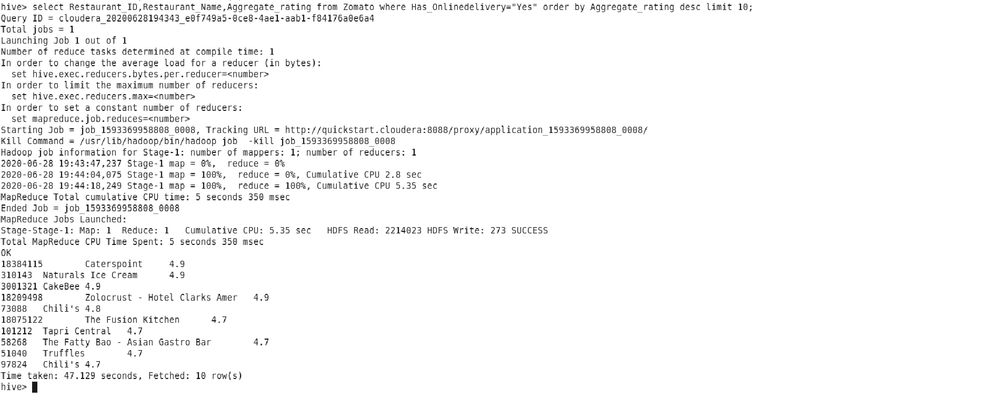 hive> select Restaurant_ID,Restaurant_Name,Aggregate_rating from Zomato where Has_Onlinedelivery="Yes" order by Aggregate_rating desc limit 10;
Query ID = cloudera_20200628194343_e0f749a5-0ce8-4ae1-aab1-f84176a0e6a4
Total jobs = 1
Launching Job 1 out of 1
Number of reduce tasks determined at compile time: 1
In order to change the average load for a reducer (in bytes):
  set hive.exec.reducers.bytes.per.reducer=<number>
In order to limit the maximum number of reducers:
  set hive.exec.reducers.max=<number>
In order to set a constant number of reducers:
  set mapreduce.job.reduces=<number>
Starting Job = job_1593369958808_0008, Tracking URL = http://quickstart.cloudera:8088/proxy/application_1593369958808_0008/
Kill Command = /usr/lib/hadoop/bin/hadoop job  -kill job_1593369958808_0008
Hadoop job information for Stage-1: number of mappers: 1; number of reducers: 1
2020-06-28 19:43:47,237 Stage-1 map = 0%,  reduce = 0%
2020-06-28 19:44:04,075 Stage-1 map = 100%,  reduce = 0%, Cumulative CPU 2.8 sec
2020-06-28 19:44:18,249 Stage-1 map = 100%,  reduce = 100%, Cumulative CPU 5.35 sec
MapReduce Total cumulative CPU time: 5 seconds 350 msec
Ended Job = job_1593369958808_0008
MapReduce Jobs Launched:
Stage-Stage-1: Map: 1  Reduce: 1   Cumulative CPU: 5.35 sec   HDFS Read: 2214023 HDFS Write: 273 SUCCESS
Total MapReduce CPU Time Spent: 5 seconds 350 msec
OK
18384115        Caterspoint     4.9
310143  Naturals Ice Cream      4.9
3001321 CakeBee 4.9
18209498        Zolocrust - Hotel Clarks Amer   4.9
73088   Chili's 4.8
18075122        The Fusion Kitchen      4.7
101212  Tapri Central   4.7
58268   The Fatty Bao - Asian Gastro Bar        4.7
51040   Truffles        4.7
97824   Chili's 4.7
Time taken: 47.129 seconds, Fetched: 10 row(s)
hive>